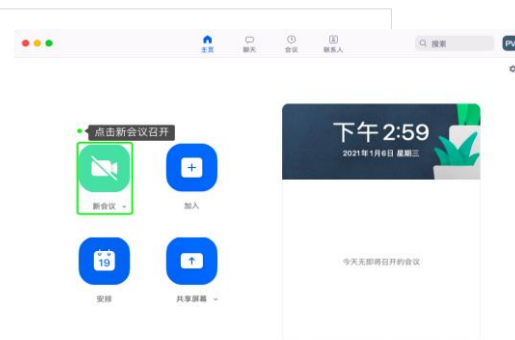 主页 聊天 会议 联系人 搜索 PV
点击新会议召开
新会议
加入
19
安排
共享屏幕
下午2:59
2021年1月6日 星期三
今天无即将召开的会议